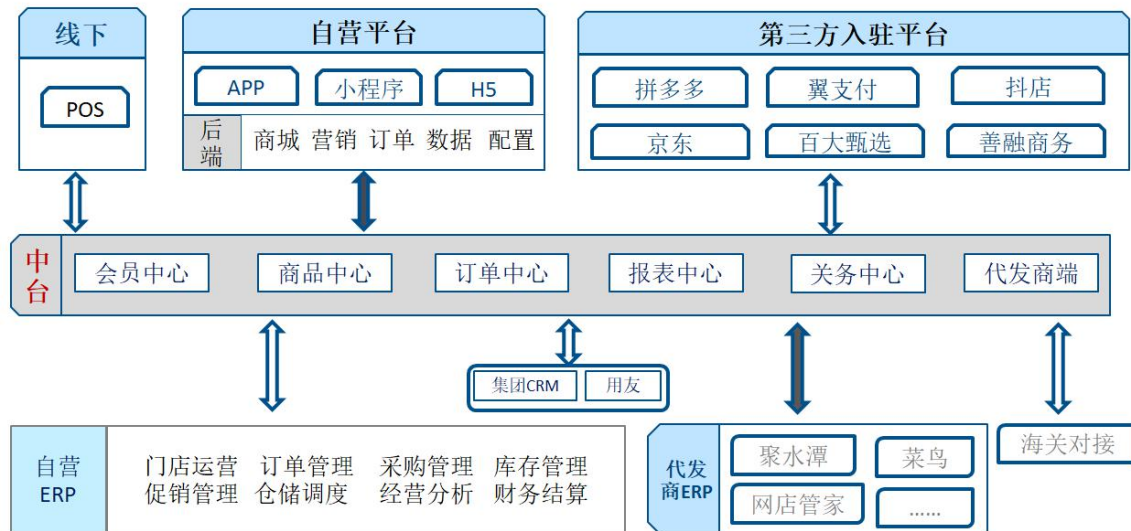 线下
POS
自营平台
APP 小程序 H5
后端 商城 营销 订单 数据 配置
第三方入驻平台
拼多多 翼支付 抖店
京东 百大甄选 善融商务
中台
会员中心 商品中心 订单中心 报表中心 关务中心 代发商端
集团CRM 用友
自营
ERP
门店运营 订单管理 采购管理 库存管理
促销管理 仓储调度 经营分析 财务结算
代发
商ERP
聚水潭 菜鸟
网店管家 ......
海关对接